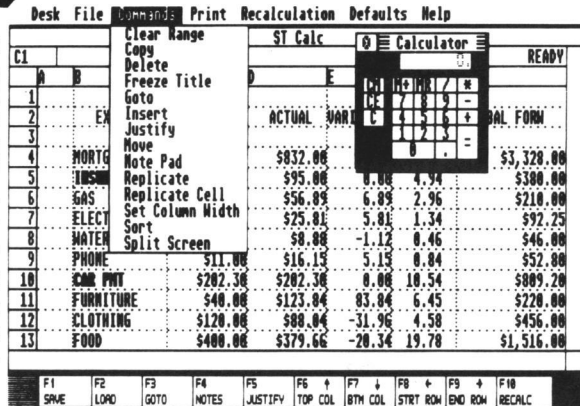 Desk File Commands Print Recalculation Defaults Help
ST Calc
C1 READY
Clear Range
Copy
Delete
Freeze Title
Goto
Insert
Justify
Move
Note Pad
Replicate
Replicate Cell
Set Column Width
Sort
Split Screen
Calculator
0.
CE 7 8 9 -
C 4 5 6 +
1 2 3 =
0 .
B D E
1
2 EX ACTUAL VARI BAL FORW
3
4 MORTG $832.00 $3,328.00
5 $95.00 0.00 4.94 $380.00
6 GAS $56.89 6.89 2.96 $210.00
7 ELECT $25.81 5.81 1.34 $92.25
8 WATER $8.88 -1.12 0.46 $46.00
9 PHONE $11.00 $16.15 5.15 0.84 $52.80
10 CAR PMT $202.30 $202.30 0.00 10.54 $809.20
11 FURNITURE $40.00 $123.84 83.84 6.45 $220.00
12 CLOTHING $120.00 $88.04 -31.96 4.58 $456.00
13 FOOD $400.00 $379.66 -20.34 19.78 $1,516.00
F1 F2 F3 F4 F5 F6 ↑ F7 ↓ F8 ← F9 → F10
SAVE LOAD GOTO NOTES JUSTIFY TOP COL BTM COL STRT ROW END ROW RECALC